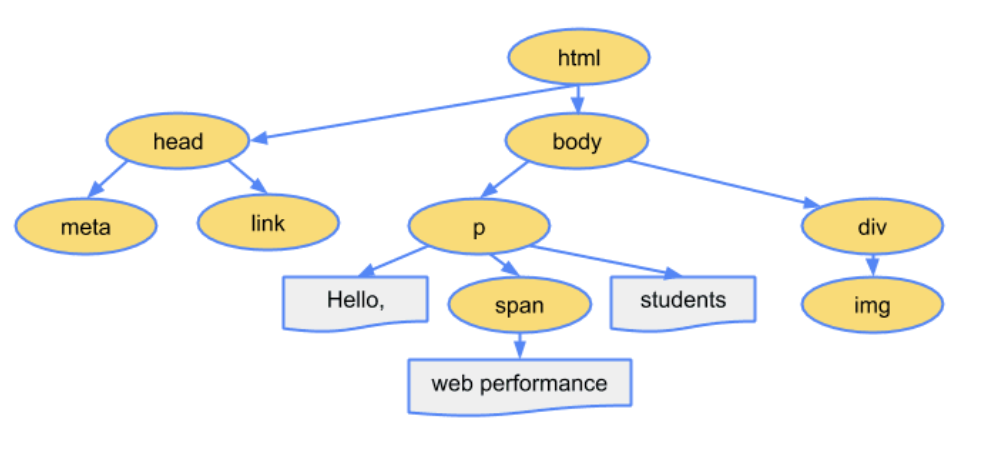 html
head
body
meta
link
p
div
Hello,
span
students
img
web performance